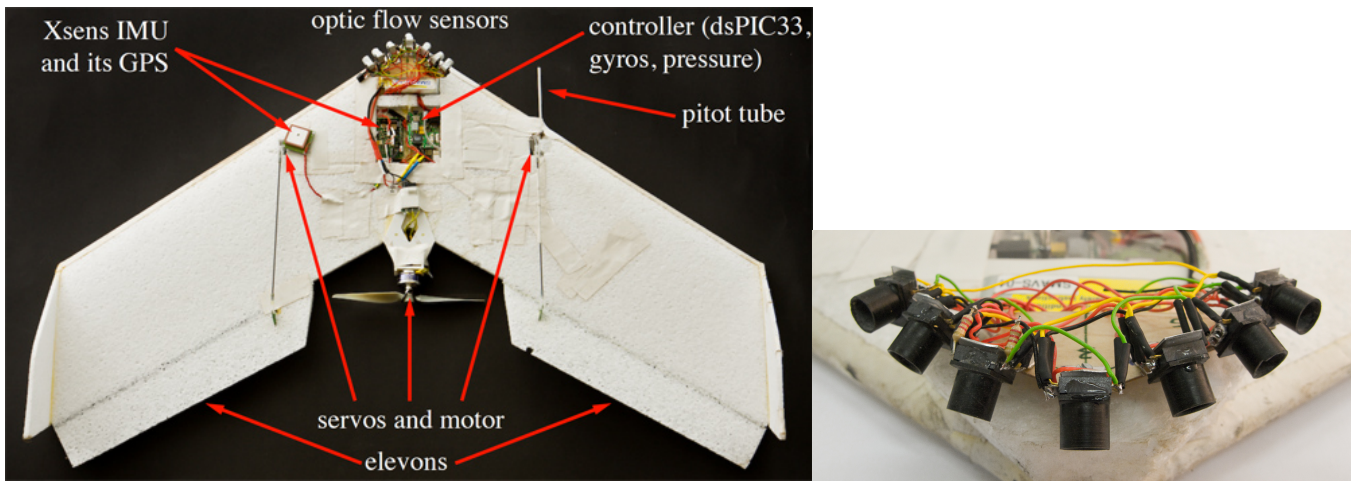 Xsens IMU
and its GPS
optic flow sensors
controller (dsPIC33,
gyros, pressure)
pitot tube
servos and motor
elevons